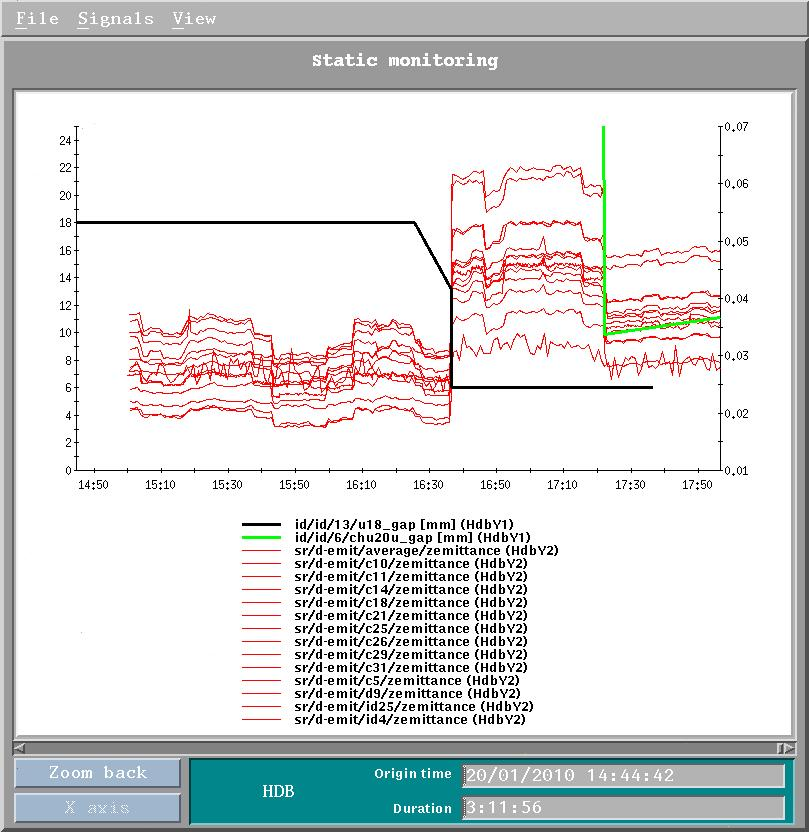 File Signals View
Static monitoring
24
22
20
18
16
14
12
10
8
6
4
2
0
0.07
0.06
0.05
0.04
0.03
0.02
0.01
14:50 15:10 15:30 15:50 16:10 16:30 16:50 17:10 17:30 17:50
id/id/13/u18_gap [mm] (HdbY1)
id/id/6/chu20u_gap [mm] (HdbY1)
sr/d-emit/average/zemittance (HdbY2)
sr/d-emit/c10/zemittance (HdbY2)
sr/d-emit/c11/zemittance (HdbY2)
sr/d-emit/c14/zemittance (HdbY2)
sr/d-emit/c18/zemittance (HdbY2)
sr/d-emit/c21/zemittance (HdbY2)
sr/d-emit/c25/zemittance (HdbY2)
sr/d-emit/c26/zemittance (HdbY2)
sr/d-emit/c29/zemittance (HdbY2)
sr/d-emit/c31/zemittance (HdbY2)
sr/d-emit/c5/zemittance (HdbY2)
sr/d-emit/d9/zemittance (HdbY2)
sr/d-emit/id25/zemittance (HdbY2)
sr/d-emit/id4/zemittance (HdbY2)
Zoom back
X axis
HDB
Origin time 20/01/2010 14:44:42
Duration 3:11:56